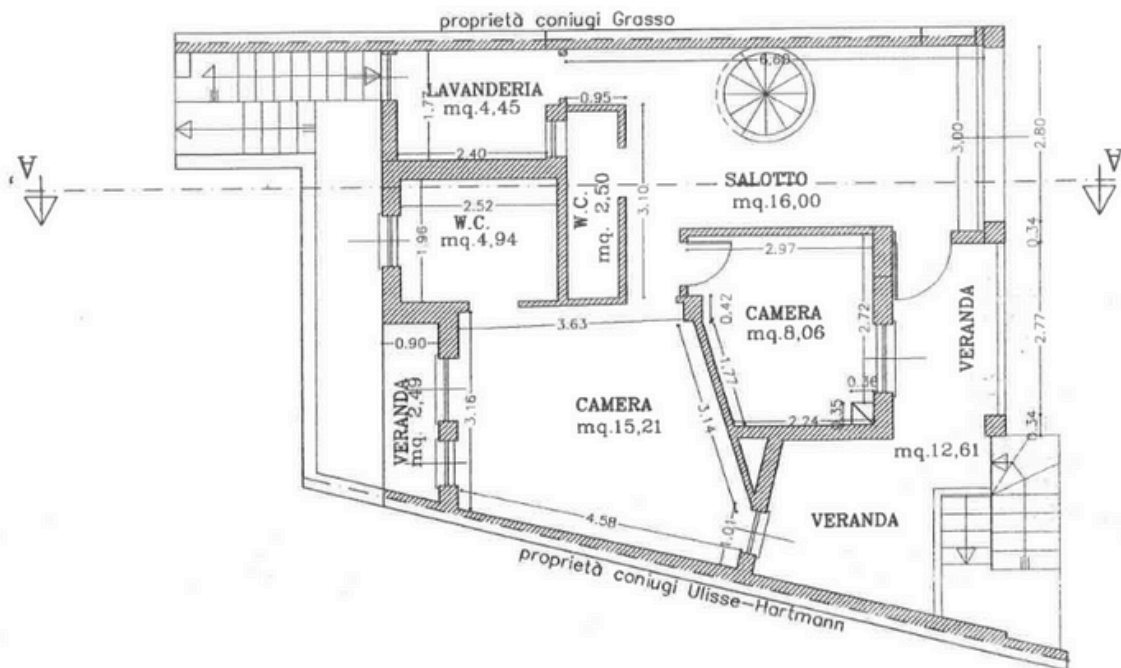 proprietà coniugi Grasso
6,60
LAVANDERIA
mq.4,45
1.77
2.40
0.95
3.00
2.80
A
A
SALOTTO
mq.16,00
W.C.
mq. 2,50
3.10
2.52
W.C.
mq.4,94
1.96
0.34
2.97
0.42
CAMERA
mq.8,06
2.72
VERANDA
2.77
3.63
0.90
1.77
0.36
0.35
2.24
VERANDA
mq. 2,49
3.16
CAMERA
mq.15,21
3.14
0.34
mq.12,61
VERANDA
4.58
1.01
proprietà coniugi Ulisse-Hartmann